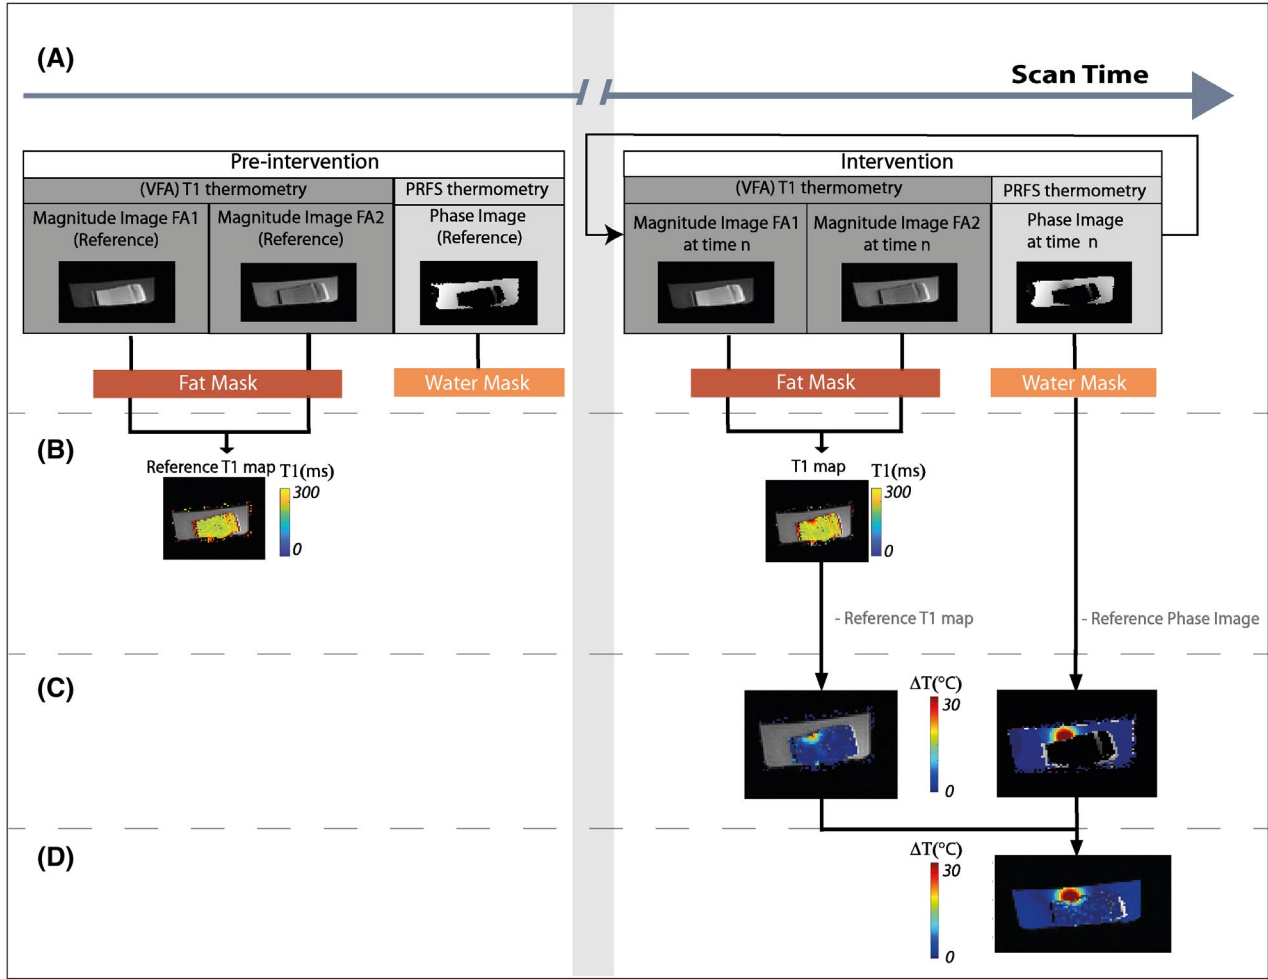 (A)
Scan Time
Pre-intervention
(VFA) T1 thermometry
PRFS thermometry
Magnitude Image FA1
(Reference)
Magnitude Image FA2
(Reference)
Phase Image
(Reference)
Fat Mask
Water Mask
Intervention
(VFA) T1 thermometry
PRFS thermometry
Magnitude Image FA1
at time n
Magnitude Image FA2
at time n
Phase Image
at time n
Fat Mask
Water Mask
(B)
Reference T1 map
T1(ms)
300
0
T1 map
T1(ms)
300
0
- Reference T1 map
- Reference Phase Image
(C)
ΔT(°C)
30
0
(D)
ΔT(°C)
30
0